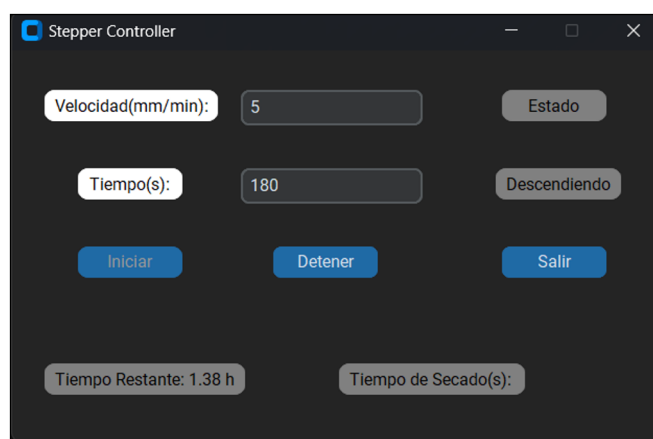 Stepper Controller
Velocidad(mm/min): 5 Estado
Tiempo(s): 180 Descendiendo
Iniciar Detener Salir
Tiempo Restante: 1.38 h Tiempo de Secado(s):